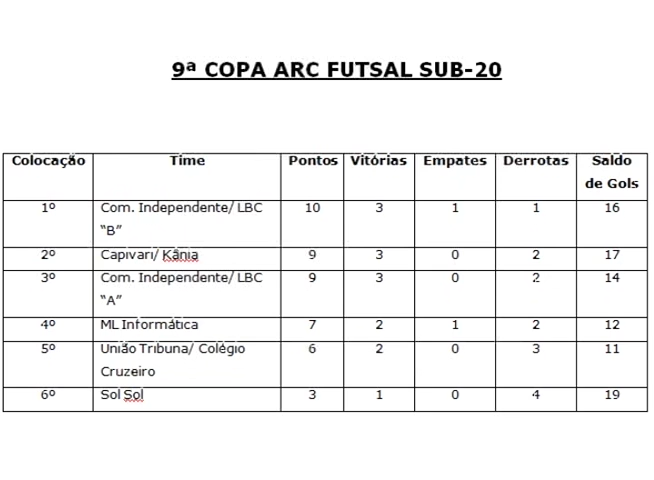 9ª COPA ARC FUTSAL SUB-20
Colocação Time Pontos Vitórias Empates Derrotas Saldo
de Gols
1º Com. Independente/ LBC 10 3 1 1 16
"B"
2º Capivari/ Kânia 9 3 0 2 17
3º Com. Independente/ LBC 9 3 0 2 14
"A"
4º ML Informática 7 2 1 2 12
5º União Tribuna/ Colégio 6 2 0 3 11
Cruzeiro
6º Sol Sol 3 1 0 4 19